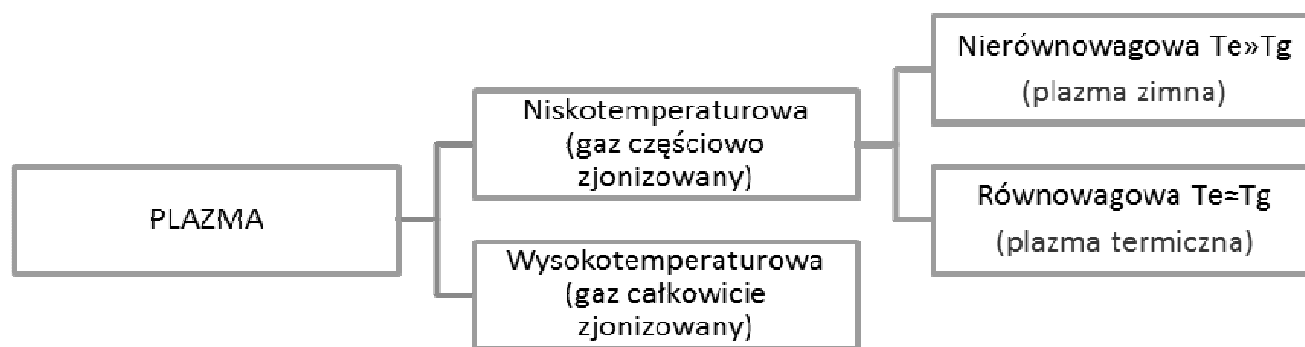 PLAZMA
Niskotemperaturowa
(gaz częściowo
zjonizowany)
Wysokotemperaturowa
(gaz całkowicie
zjonizowany)
Nierównowagowa Te»Tg
(plazma zimna)
Równowagowa Te≈Tg
(plazma termiczna)